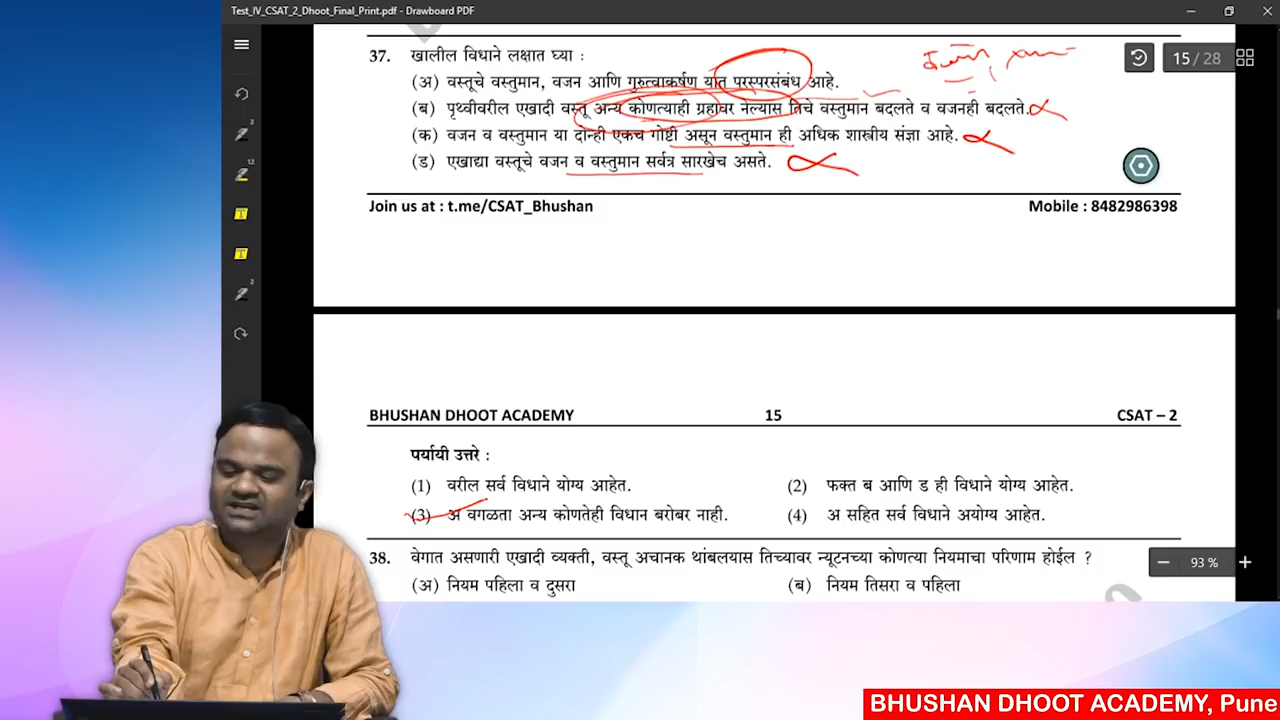 Test_IV_CSAT_2_Dhoot_Final_Print.pdf - Drawboard PDF
37. खालील विधाने लक्षात घ्या :
(अ) वस्तूचे वस्तुमान, वजन आणि गुरुत्वाकर्षण यांत परस्परसंबंध आहे.
(ब) पृथ्वीवरील एखादी वस्तू अन्य कोणत्याही ग्रहावर नेल्यास तिचे वस्तुमान बदलते व वजनही बदलते.
(क) वजन व वस्तुमान या दोन्ही एकच गोष्टी असून वस्तुमान ही अधिक शास्त्रीय संज्ञा आहे.
(ड) एखाद्या वस्तूचे वजन व वस्तुमान सर्वत्र सारखेच असते.
15 / 28
Join us at : t.me/CSAT_Bhushan Mobile : 8482986398
BHUSHAN DHOOT ACADEMY 15 CSAT – 2
पर्यायी उत्तरे :
(1) वरील सर्व विधाने योग्य आहेत. (2) फक्त ब आणि ड ही विधाने योग्य आहेत.
(3) अ वगळता अन्य कोणतेही विधान बरोबर नाही. (4) अ सहित सर्व विधाने अयोग्य आहेत.
38. वेगात असणारी एखादी व्यक्ती, वस्तू अचानक थांबल्यास तिच्यावर न्यूटनच्या कोणत्या नियमाचा परिणाम होईल ?
(अ) नियम पहिला व दुसरा (ब) नियम तिसरा व पहिला
93 %
2
12
T
T
2
BHUSHAN DHOOT ACADEMY, Pune